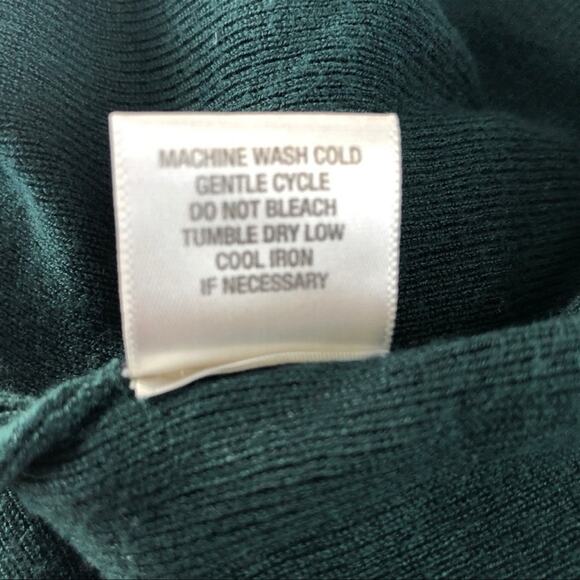 MACHINE WASH COLD
GENTLE CYCLE
DO NOT BLEACH
TUMBLE DRY LOW
COOL IRON
IF NECESSARY